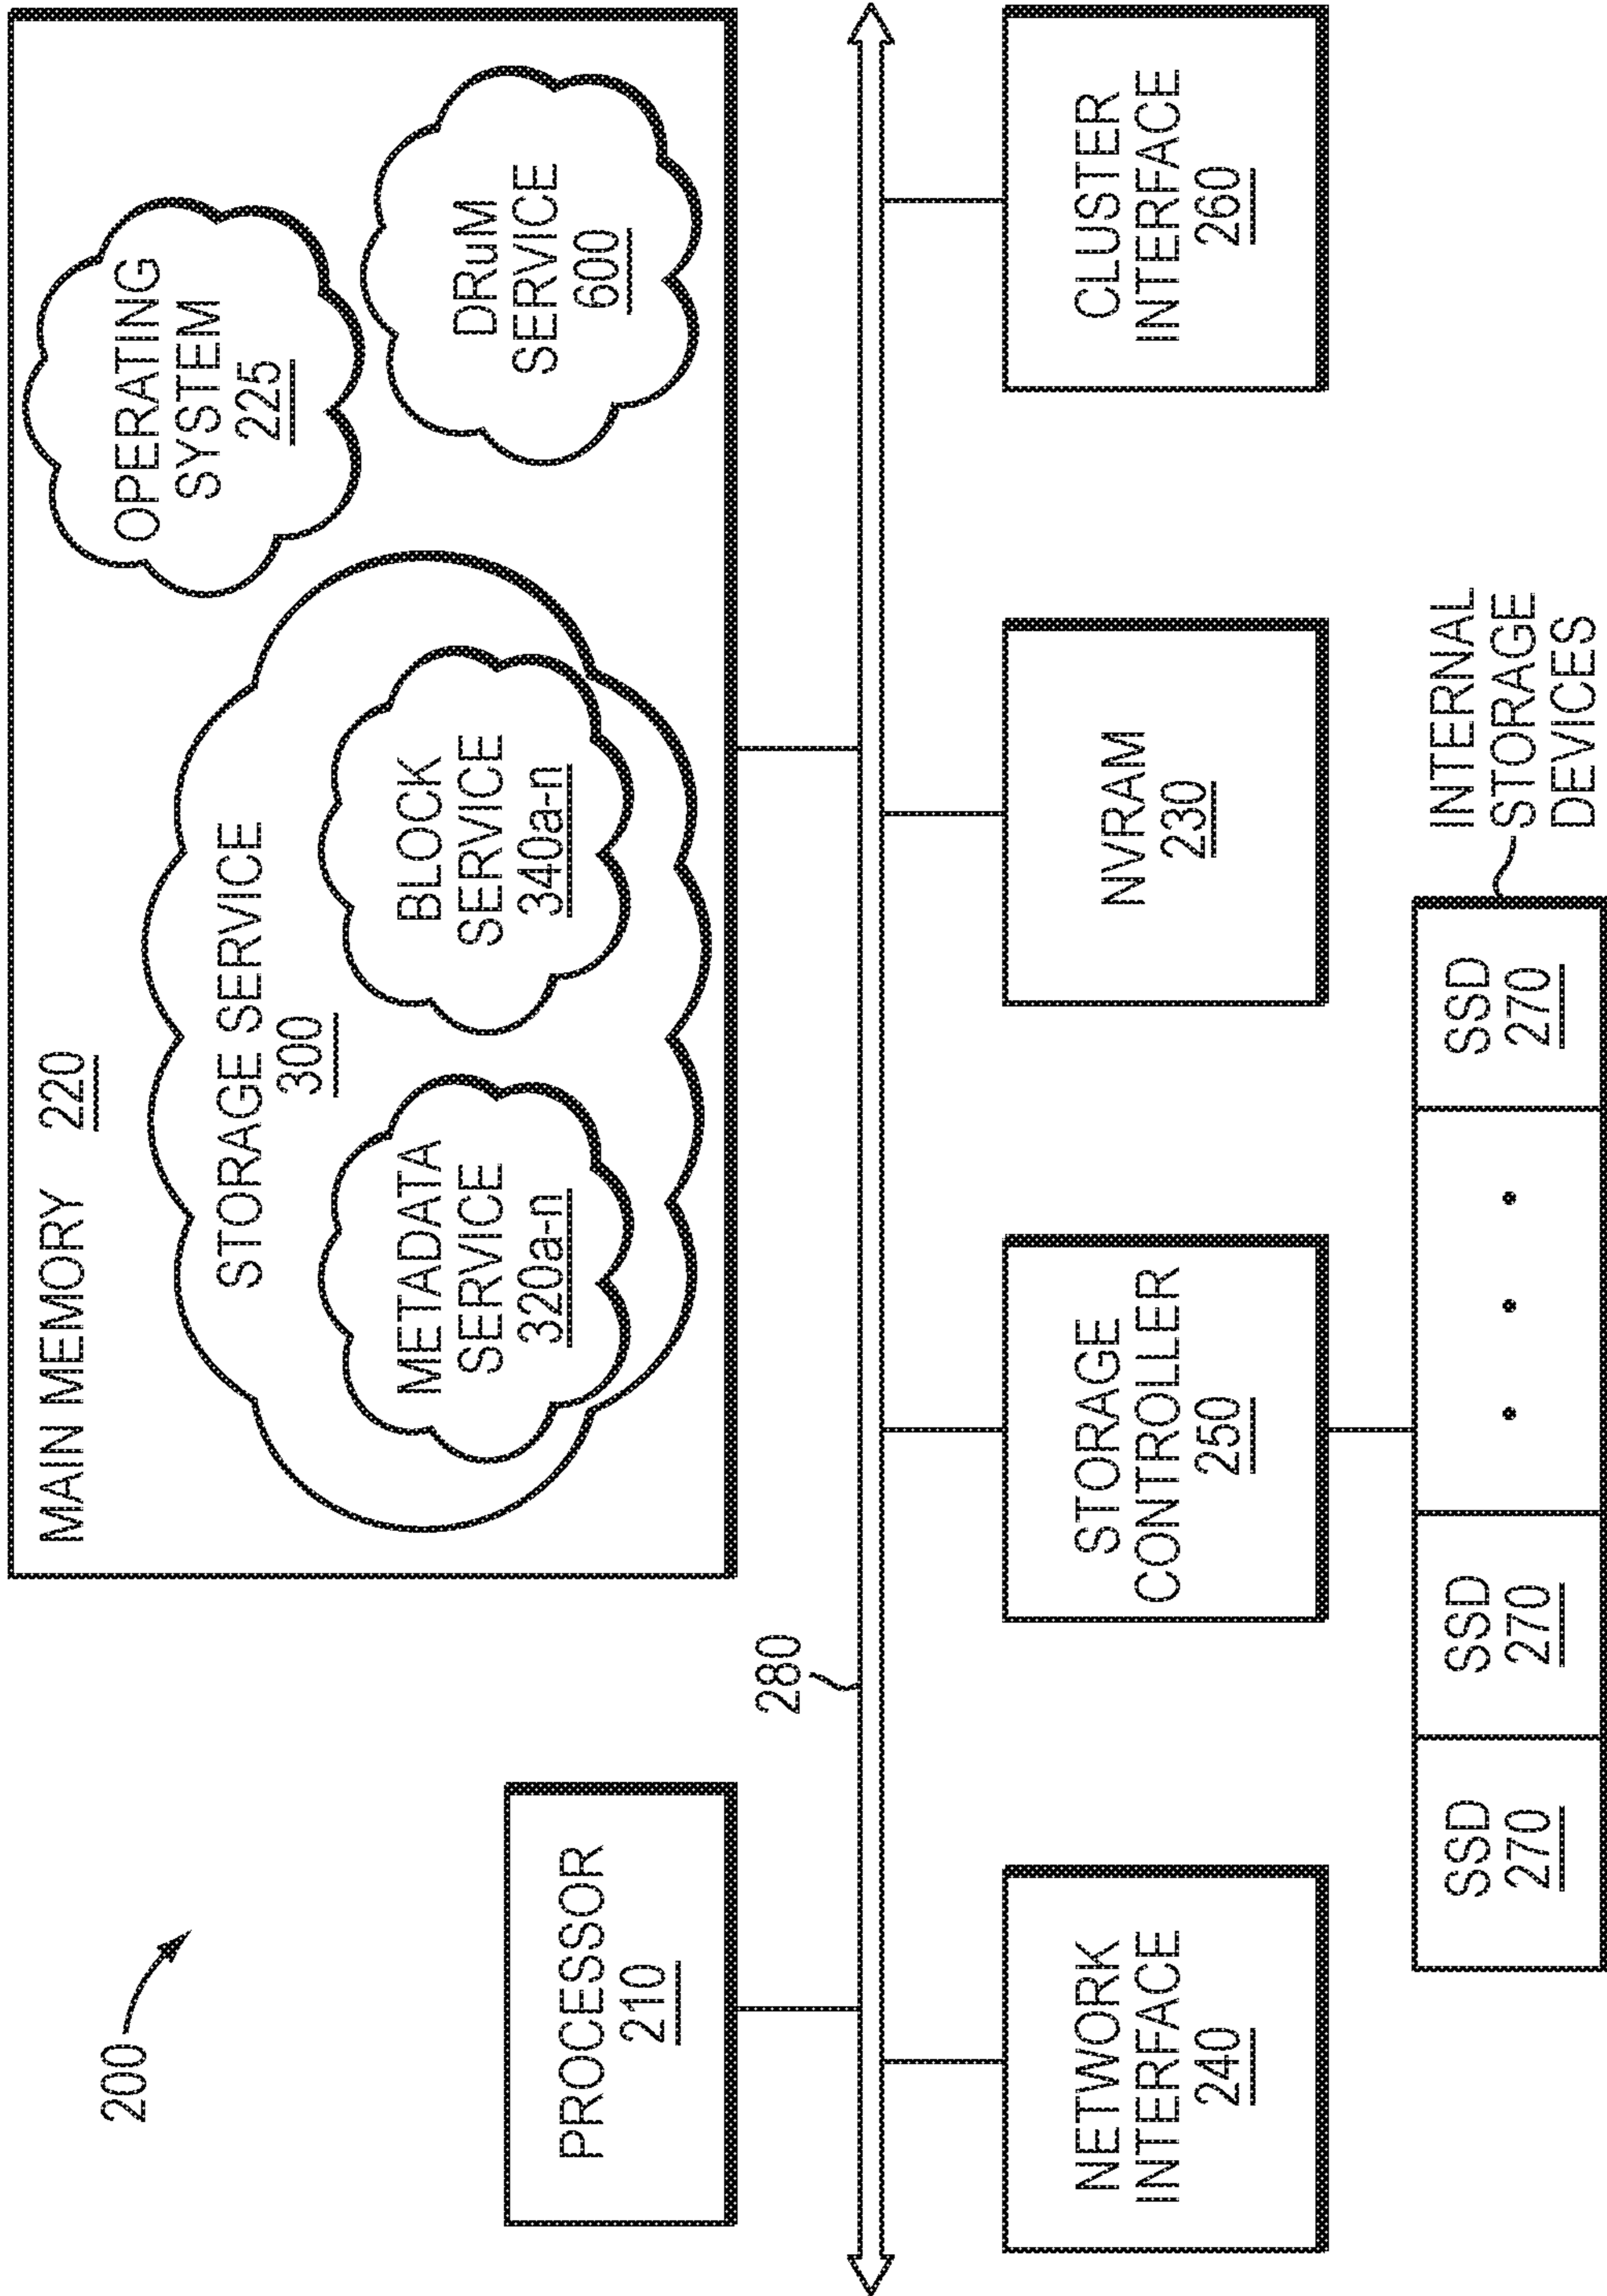 200
MAIN MEMORY 220
OPERATING
SYSTEM
225
STORAGE SERVICE
300
METADATA
SERVICE
320a-n
BLOCK
SERVICE
340a-n
DRuM
SERVICE
600
PROCESSOR
210
280
NETWORK
INTERFACE
240
STORAGE
CONTROLLER
250
NVRAM
230
CLUSTER
INTERFACE
260
SSD
270
SSD
270
. . .
SSD
270
INTERNAL
STORAGE
DEVICES